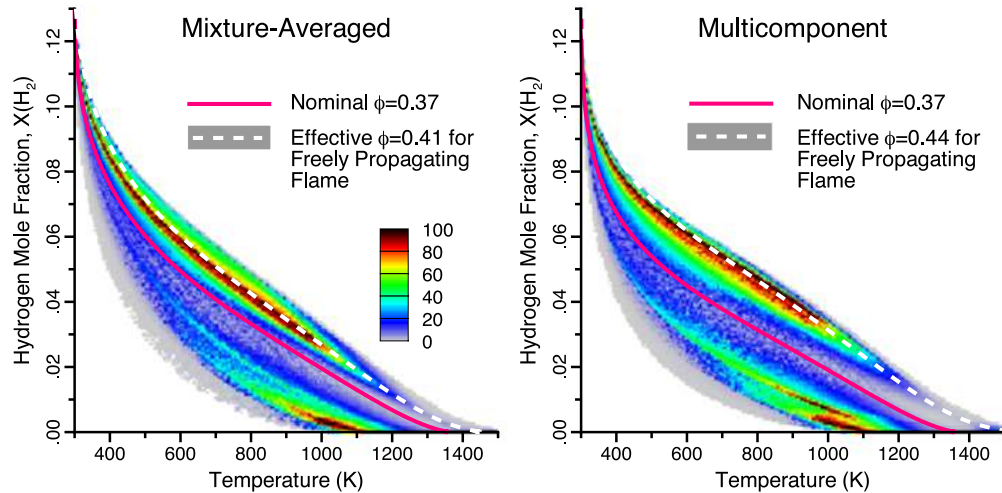 Mixture-Averaged
Hydrogen Mole Fraction, X(H₂)
.12
.10
.08
.06
.04
.02
.00
Nominal ϕ=0.37
Effective ϕ=0.41 for
Freely Propagating
Flame
100
80
60
40
20
0
400 600 800 1000 1200 1400
Temperature (K)
Multicomponent
Hydrogen Mole Fraction, X(H₂)
.12
.10
.08
.06
.04
.02
.00
Nominal ϕ=0.37
Effective ϕ=0.44 for
Freely Propagating
Flame
400 600 800 1000 1200 1400
Temperature (K)